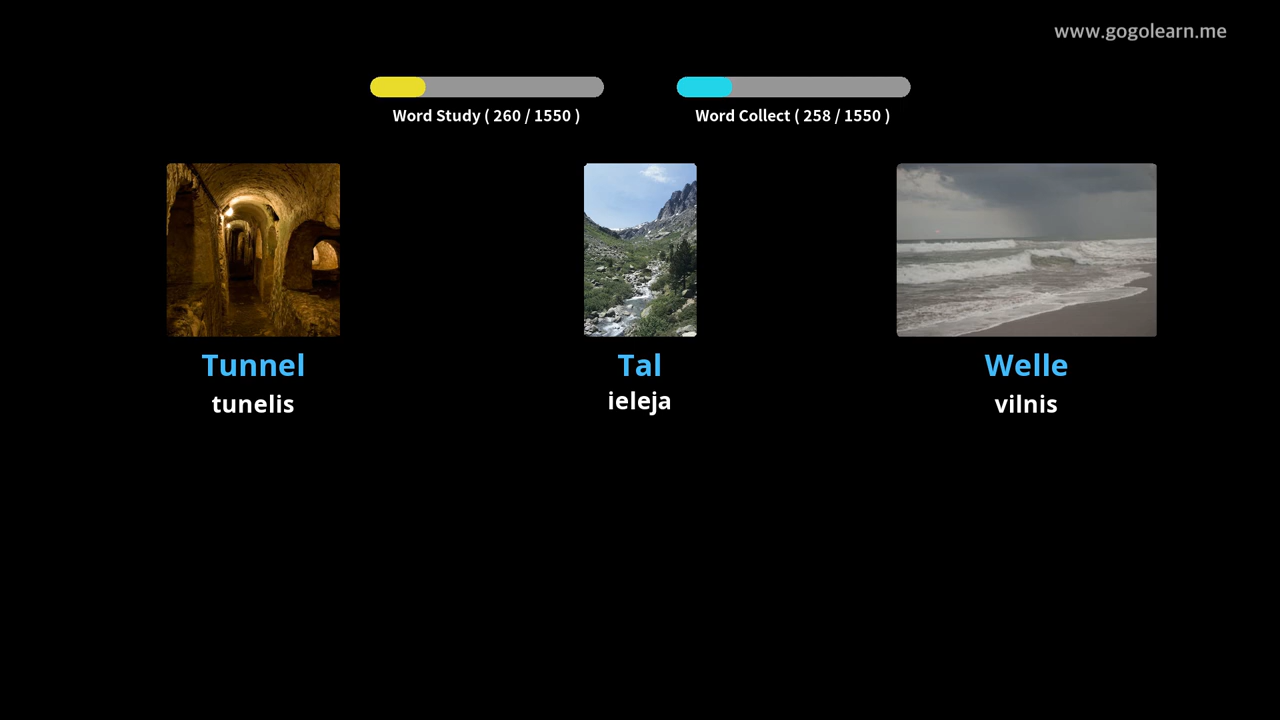 www.gogolearn.me
Word Study ( 260 / 1550 )
Word Collect ( 258 / 1550 )
Tunnel
tunelis
Tal
ieleja
Welle
vilnis